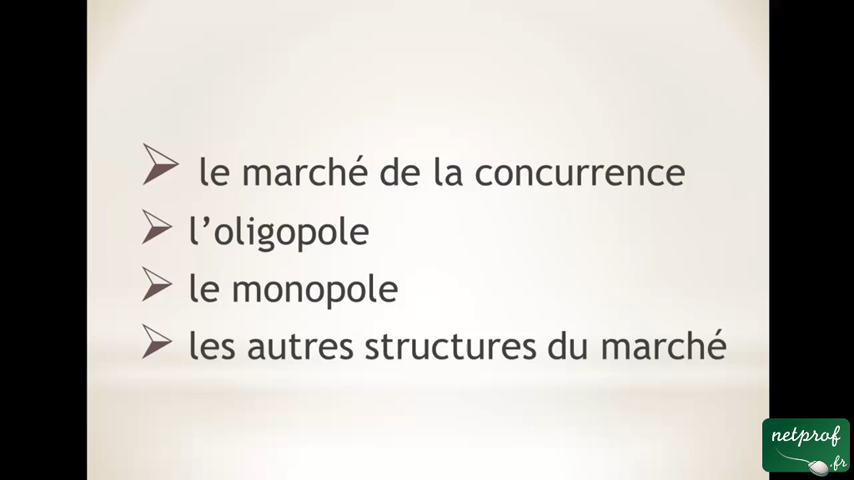 le marché de la concurrence
l’oligopole
le monopole
les autres structures du marché
netprof
.fr